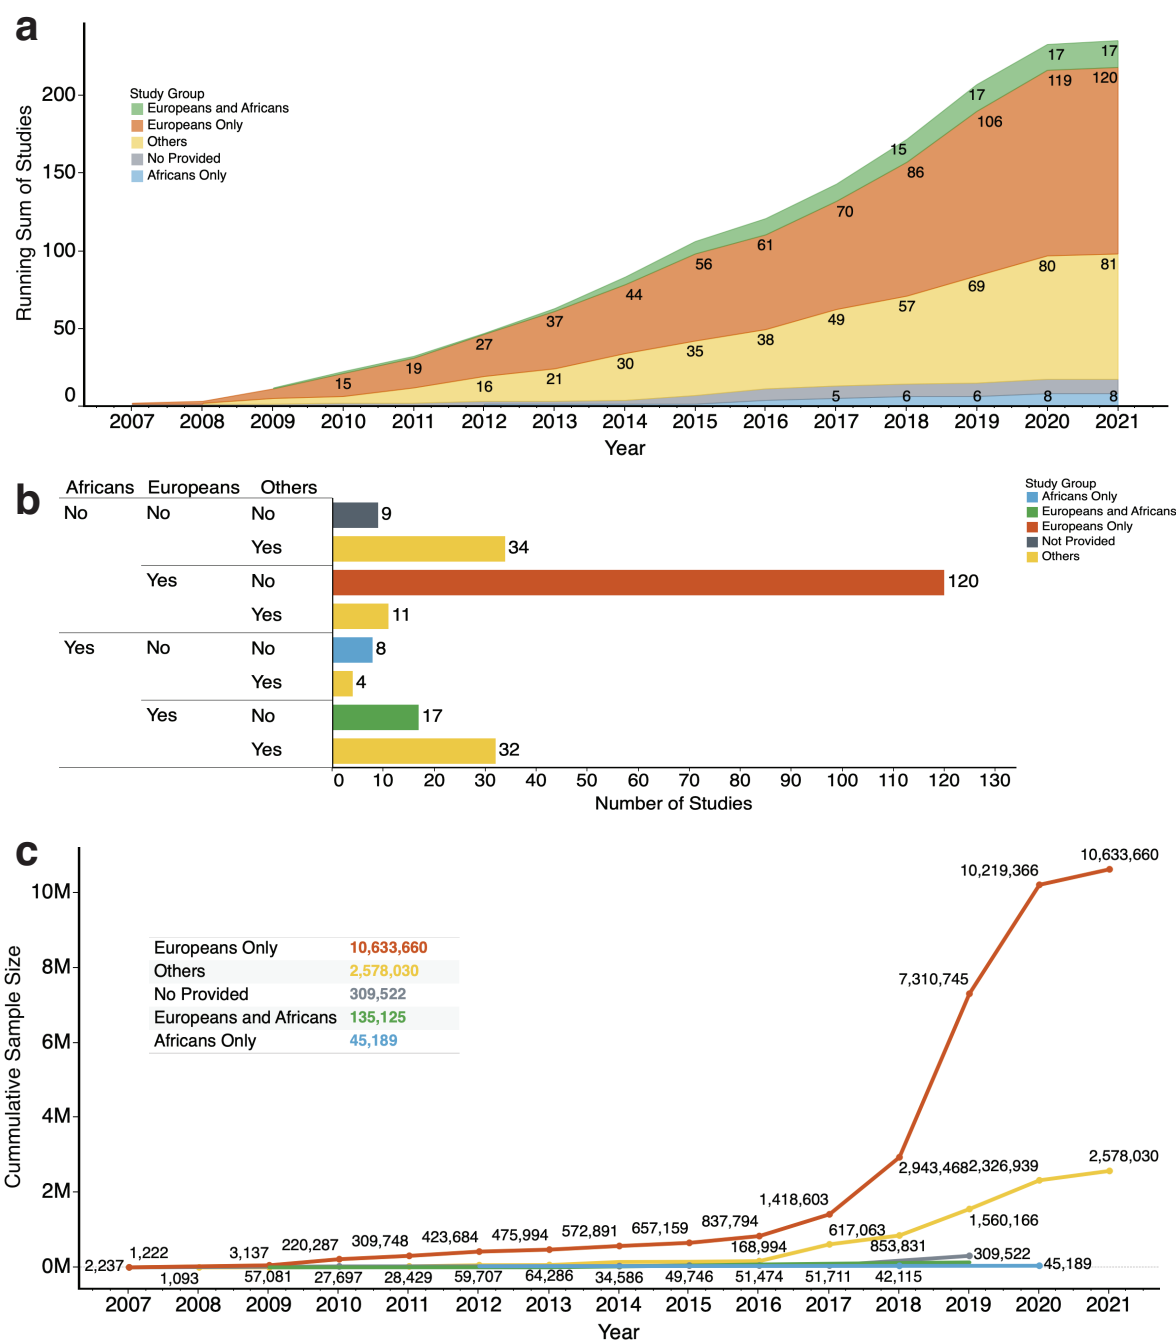 a
Study Group
Europeans and Africans
Europeans Only
Others
No Provided
Africans Only
Running Sum of Studies
200
150
100
50
0
17 17
17 119 120
15 106
86
70
61
56
44
37
27
19
15
80 81
69
57
49
38
35
30
21
16
5 6 6 8 8
2007 2008 2009 2010 2011 2012 2013 2014 2015 2016 2017 2018 2019 2020 2021
Year
b
Africans Europeans Others
No No No 9
Yes 34
Yes No 120
Yes 11
Yes No No 8
Yes 4
Yes No 17
Yes 32
0 10 20 30 40 50 60 70 80 90 100 110 120 130
Number of Studies
Study Group
Africans Only
Europeans and Africans
Europeans Only
Not Provided
Others
c
Cummulative Sample Size
10M
8M
6M
4M
2M
0M
Europeans Only 10,633,660
Others 2,578,030
No Provided 309,522
Europeans and Africans 135,125
Africans Only 45,189
10,633,660
10,219,366
7,310,745
2,943,468 2,326,939 2,578,030
1,418,603 1,560,166
220,287 309,748 423,684 475,994 572,891 657,159 837,794 617,063
168,994 853,831
2,237 1,222 3,137 309,522 45,189
1,093 57,081 27,697 28,429 59,707 64,286 34,586 49,746 51,474 51,711 42,115
2007 2008 2009 2010 2011 2012 2013 2014 2015 2016 2017 2018 2019 2020 2021
Year